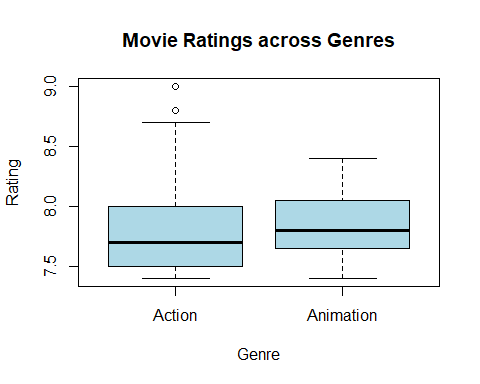 Movie Ratings across Genres
Rating
9.0
8.5
8.0
7.5
Action
Animation
Genre